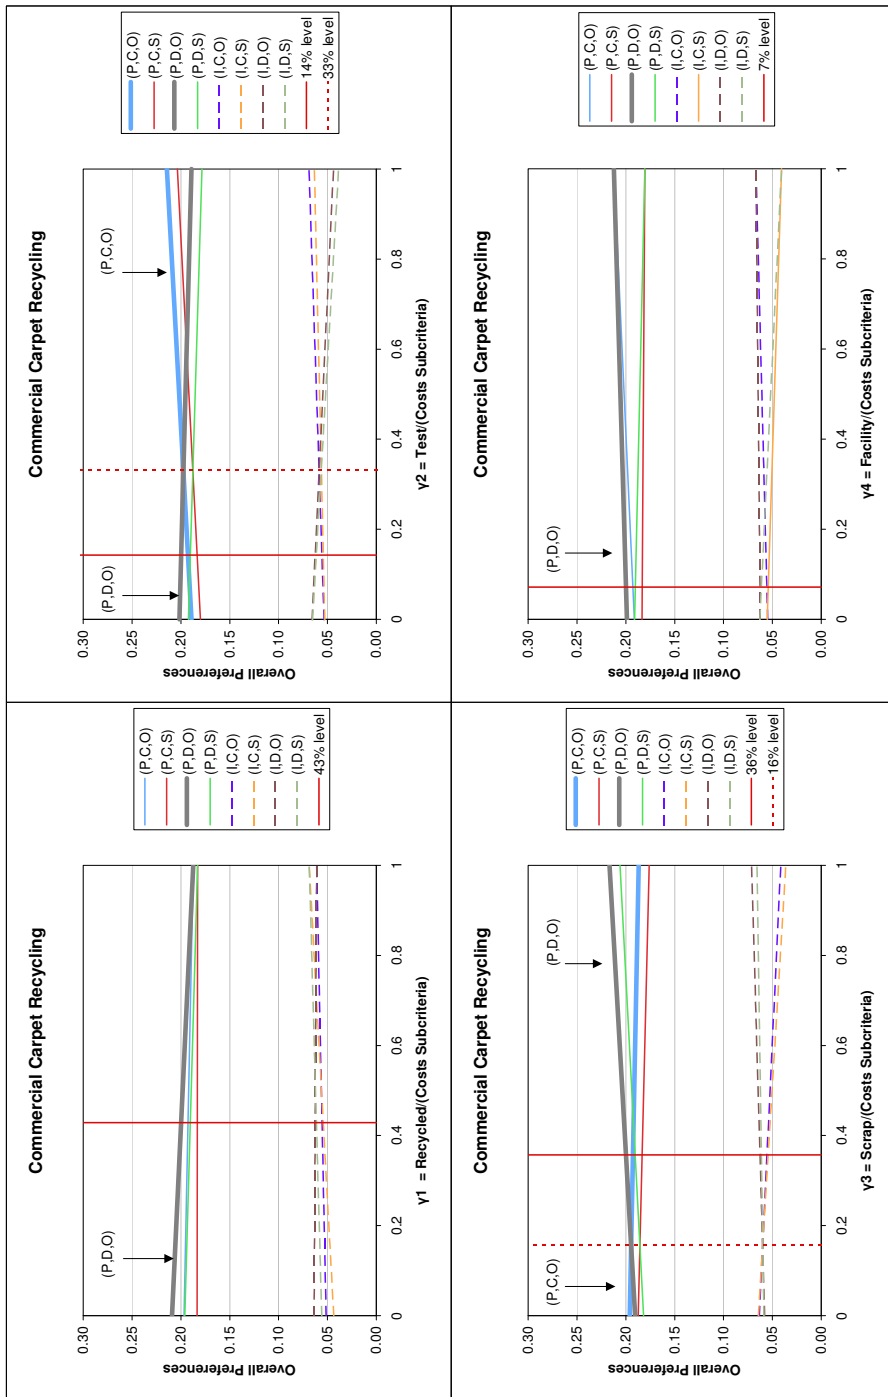 Commercial Carpet Recycling
Overall Preferences
0.30
0.25
0.20
0.15
0.10
0.05
0.00
0
0.2
0.4
0.6
0.8
1
γ1 = Recycled/(Costs Subcriteria)
(P,D,O)
(P,C,O)
(P,C,S)
(P,D,O)
(P,D,S)
(I,C,O)
(I,C,S)
(I,D,O)
(I,D,S)
43% level
Commercial Carpet Recycling
Overall Preferences
0.30
0.25
0.20
0.15
0.10
0.05
0.00
0
0.2
0.4
0.6
0.8
1
γ2 = Test/(Costs Subcriteria)
(P,D,O)
(P,C,O)
(P,C,O)
(P,C,S)
(P,D,O)
(P,D,S)
(I,C,O)
(I,C,S)
(I,D,O)
(I,D,S)
14% level
33% level
Commercial Carpet Recycling
Overall Preferences
0.30
0.25
0.20
0.15
0.10
0.05
0.00
0
0.2
0.4
0.6
0.8
1
γ3 = Scrap/(Costs Subcriteria)
(P,C,O)
(P,D,O)
(P,C,O)
(P,C,S)
(P,D,O)
(P,D,S)
(I,C,O)
(I,C,S)
(I,D,O)
(I,D,S)
36% level
16% level
Commercial Carpet Recycling
Overall Preferences
0.30
0.25
0.20
0.15
0.10
0.05
0.00
0
0.2
0.4
0.6
0.8
1
γ4 = Facility/(Costs Subcriteria)
(P,D,O)
(P,C,O)
(P,C,S)
(P,D,O)
(P,D,S)
(I,C,O)
(I,C,S)
(I,D,O)
(I,D,S)
7% level